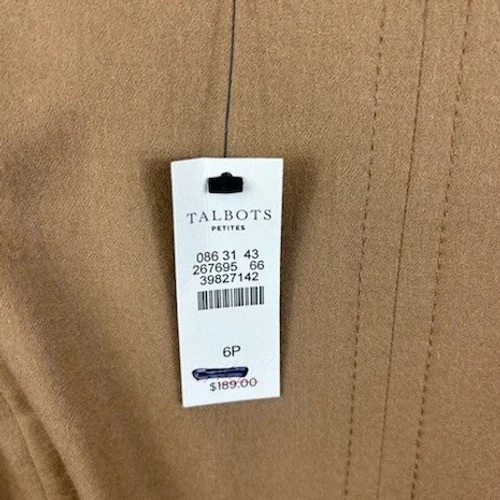 TALBOTS
PETITES
086 31 43
267695 66
39827142
6P
$189.00